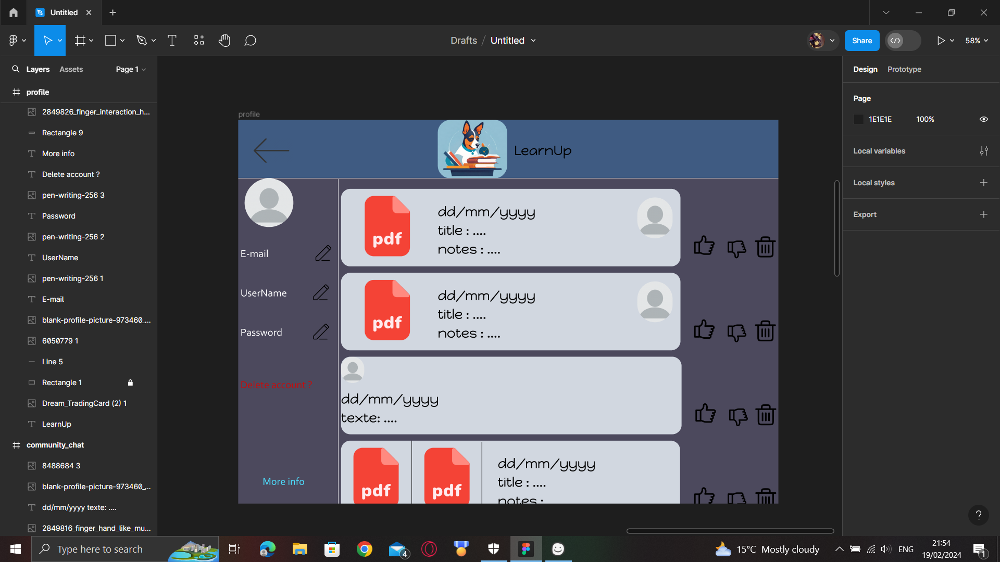 Untitled
Drafts / Untitled
Share
58%
Layers
Assets
Page 1
profile
2849826_finger_interaction_h...
Rectangle 9
More info
Delete account ?
pen-writing-256 3
Password
pen-writing-256 2
UserName
pen-writing-256 1
E-mail
blank-profile-picture-973460_...
6050779 1
Line 5
Rectangle 1
Dream_TradingCard (2) 1
LearnUp
community_chat
8488684 3
blank-profile-picture-973460_...
dd/mm/yyyy texte: ....
2849816_finger_hand_like_mu...
profile
LearnUp
E-mail
UserName
Password
Delete account ?
More info
pdf
dd/mm/yyyy
title : ....
notes : ....
pdf
dd/mm/yyyy
title : ....
notes : ....
dd/mm/yyyy
texte: ....
pdf
pdf
dd/mm/yyyy
title : ....
notes :
Design
Prototype
Page
1E1E1E
100%
Local variables
Local styles
Export
?
Type here to search
4
15°C Mostly cloudy
ENG
21:54
19/02/2024
1